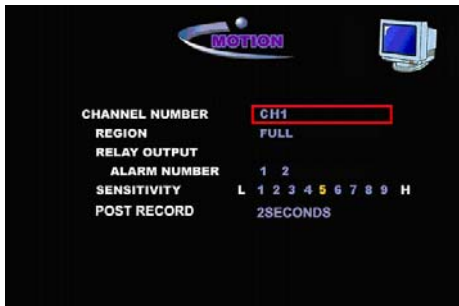 MOTION
CHANNEL NUMBER CH1
REGION FULL
RELAY OUTPUT
ALARM NUMBER 1 2
SENSITIVITY L 1 2 3 4 5 6 7 8 9 H
POST RECORD 2SECONDS